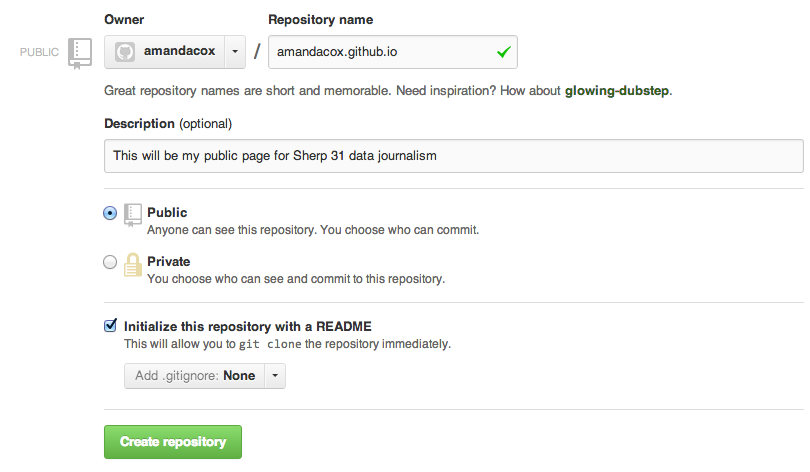 Owner Repository name
PUBLIC amandacox / amandacox.github.io
Great repository names are short and memorable. Need inspiration? How about glowing-dubstep.
Description (optional)
This will be my public page for Sherp 31 data journalism
Public
Anyone can see this repository. You choose who can commit.
Private
You choose who can see and commit to this repository.
Initialize this repository with a README
This will allow you to git clone the repository immediately.
Add .gitignore: None
Create repository